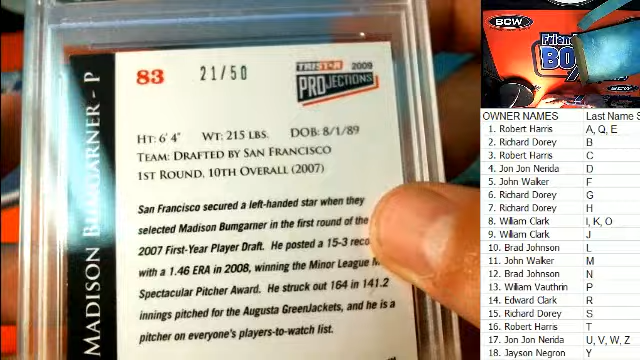 83
21/50
TRISTAR 2009
PROJECTIONS
HT: 6' 4" WT: 215 LBS. DOB: 8/1/89
TEAM: DRAFTED BY SAN FRANCISCO
1ST ROUND, 10TH OVERALL (2007)
San Francisco secured a left-handed star when they
selected Madison Bumgarner in the first round of the
2007 First-Year Player Draft. He posted a 15-3
with a 1.46 ERA in 2008, winning the Minor League
Spectacular Pitcher Award. He struck out 164 in 141.2
innings pitched for the Augusta GreenJackets, and he is a
pitcher on everyone's players-to-watch list.
MADISON BUMGARNER - P
BCW
OWNER NAMES Last Name S
1. Robert Harris A, Q, E
2. Richard Dorey B
3. Robert Harris C
4. Jon Jon Nerida D
5. John Walker F
6. Richard Dorey G
7. Richard Dorey H
8. Wiliam Clark I, K, O
9. Wiliam Clark J
10. Brad Johnson L
11. John Walker M
12. Brad Johnson N
13. Wiliam Vauthrin P
14. Edward Clark R
15. Richard Dorey S
16. Robert Harris T
17. Jon Jon Nerida U, V, W, Z
18. Jayson Negron Y